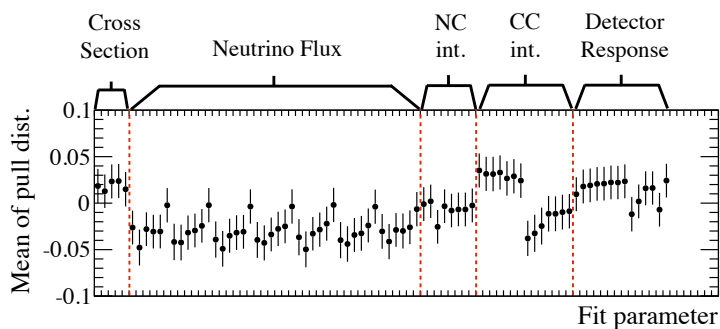 Cross
Section
Neutrino Flux
NC
int.
CC
int.
Detector
Response
Mean of pull dist.
0.1
0.05
0
-0.05
-0.1
Fit parameter